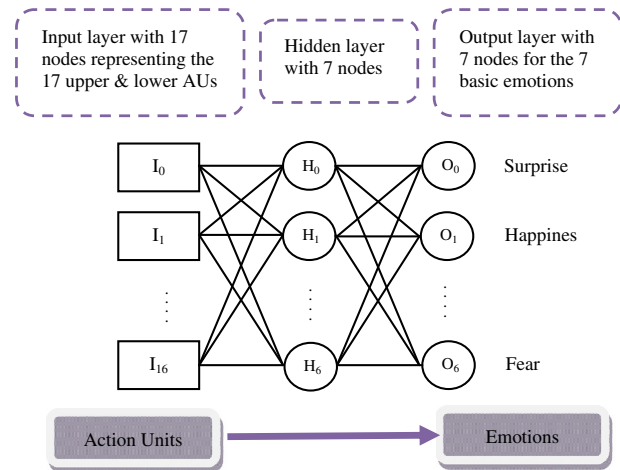 Input layer with 17
nodes representing the
17 upper & lower AUs
Hidden layer
with 7 nodes
Output layer with
7 nodes for the 7
basic emotions
I0 H0 O0 Surprise
I1 H1 O1 Happines
I16 H6 O6 Fear
Action Units
Emotions